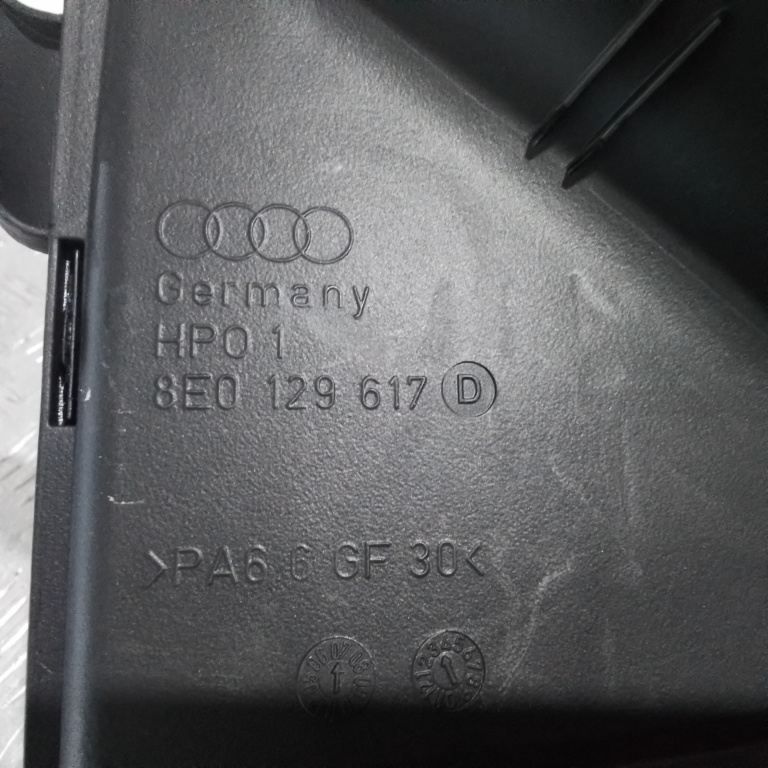 Germany
HPO 1
8E0 129 617 D
>PA6 6 GF 30<